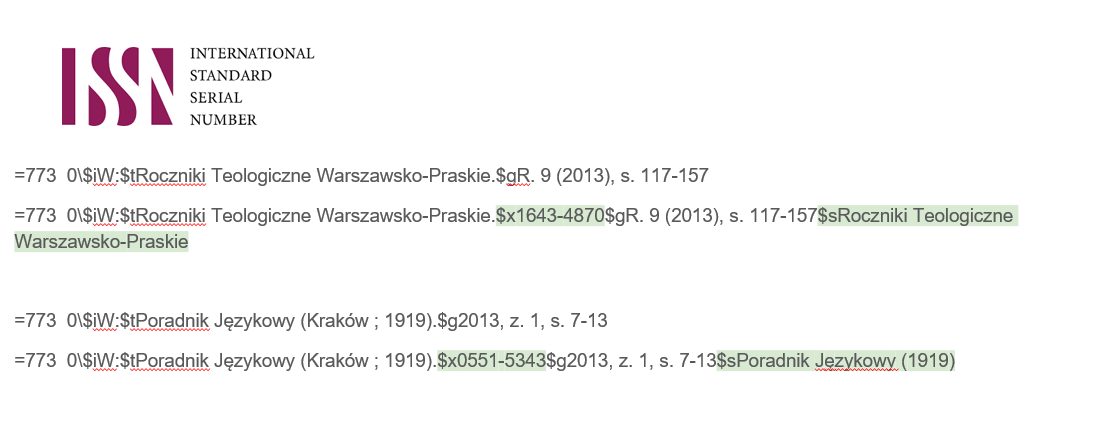 ISSN
INTERNATIONAL
STANDARD
SERIAL
NUMBER
=773  0\$iW:$tRoczniki Teologiczne Warszawsko-Praskie.$gR. 9 (2013), s. 117-157
=773  0\$iW:$tRoczniki Teologiczne Warszawsko-Praskie.$x1643-4870$gR. 9 (2013), s. 117-157$sRoczniki Teologiczne
Warszawsko-Praskie
=773  0\$iW:$tPoradnik Językowy (Kraków ; 1919).$g2013, z. 1, s. 7-13
=773  0\$iW:$tPoradnik Językowy (Kraków ; 1919).$x0551-5343$g2013, z. 1, s. 7-13$sPoradnik Językowy (1919)